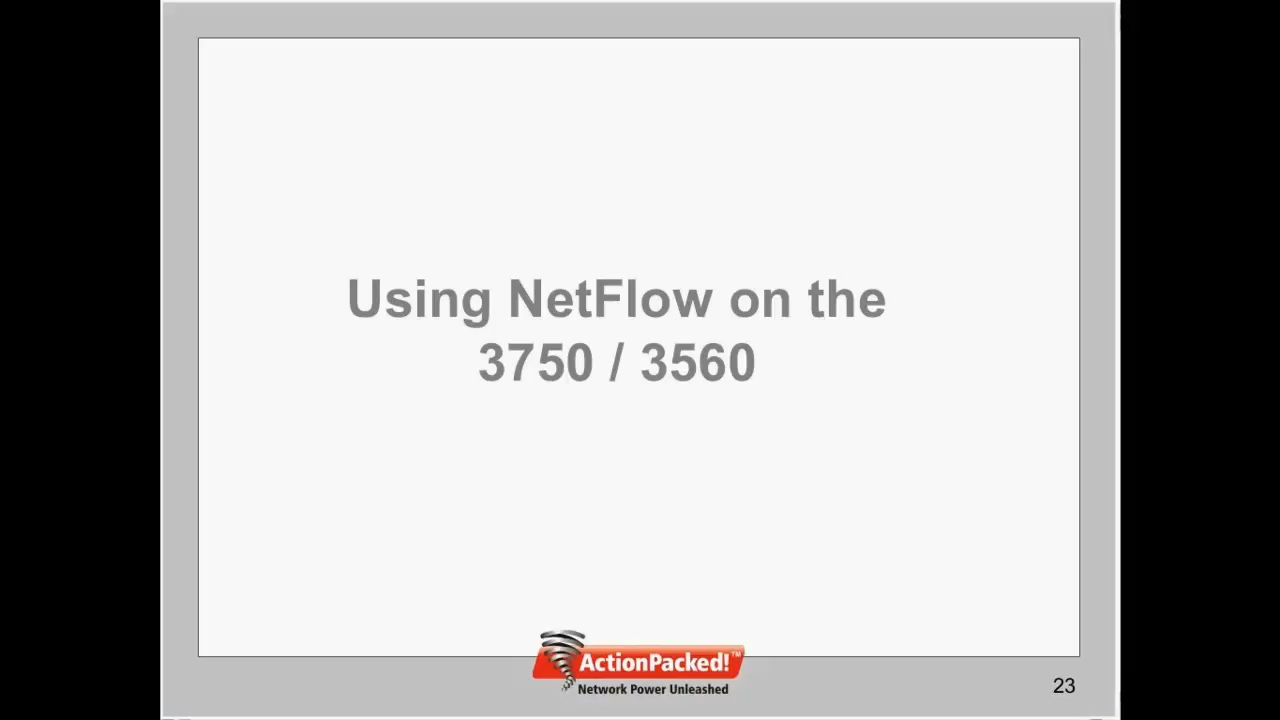 Using NetFlow on the
3750 / 3560
ActionPacked!™
Network Power Unleashed
23